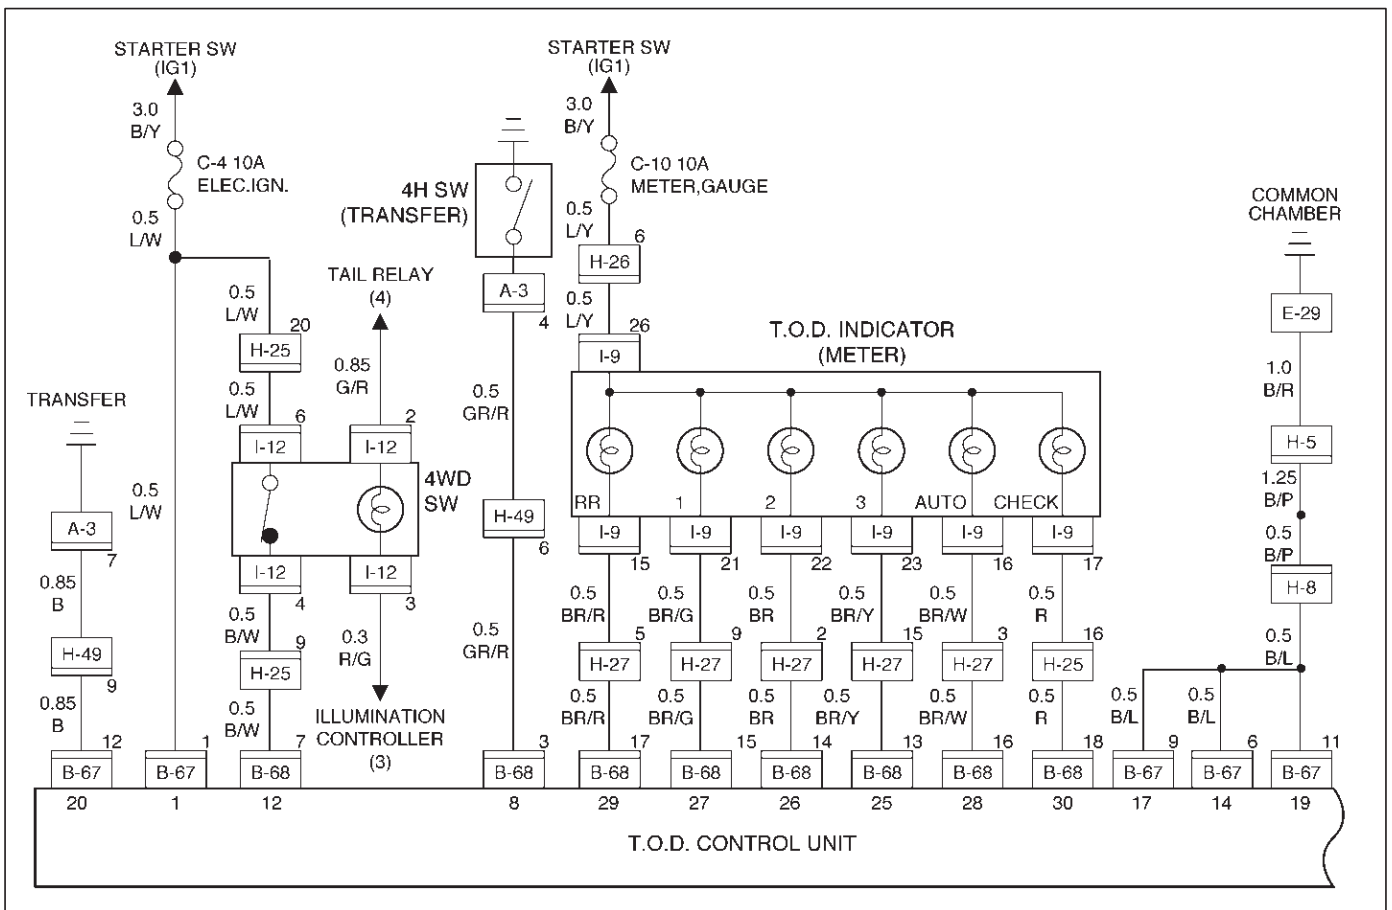 STARTER SW
(IG1)
3.0
B/Y
C-4 10A
ELEC.IGN.
0.5
L/W
0.5
L/W
20
H-25
0.5
L/W
6
I-12
TAIL RELAY
(4)
0.85
G/R
2
I-12
4WD
SW
I-12
4
I-12
3
0.5
B/W
9
H-25
0.5
B/W
0.3
R/G
ILLUMINATION
CONTROLLER
(3)
TRANSFER
A-3
7
0.85
B
H-49
9
0.85
B
0.5
L/W
4H SW
(TRANSFER)
A-3
4
0.5
GR/R
H-49
6
0.5
GR/R
STARTER SW
(IG1)
3.0
B/Y
C-10 10A
METER,GAUGE
0.5
L/Y
6
H-26
0.5
L/Y
26
I-9
T.O.D. INDICATOR
(METER)
RR 1 2 3 AUTO CHECK
I-9 I-9 I-9 I-9 I-9 I-9
15 21 22 23 16 17
0.5 0.5 0.5 0.5 0.5 0.5
BR/R BR/G BR BR/Y BR/W R
5 9 2 15 3 16
H-27 H-27 H-27 H-27 H-27 H-25
0.5 0.5 0.5 0.5 0.5 0.5
BR/R BR/G BR BR/Y BR/W R
COMMON
CHAMBER
E-29
1.0
B/R
H-5
1.25
B/P
0.5
B/P
H-8
0.5
B/L
0.5 0.5
B/L B/L
12 1 7 3 17 15 14 13 16 18 9 6 11
B-67 B-67 B-68 B-68 B-68 B-68 B-68 B-68 B-68 B-68 B-67 B-67 B-67
20 1 12 8 29 27 26 25 28 30 17 14 19
T.O.D. CONTROL UNIT